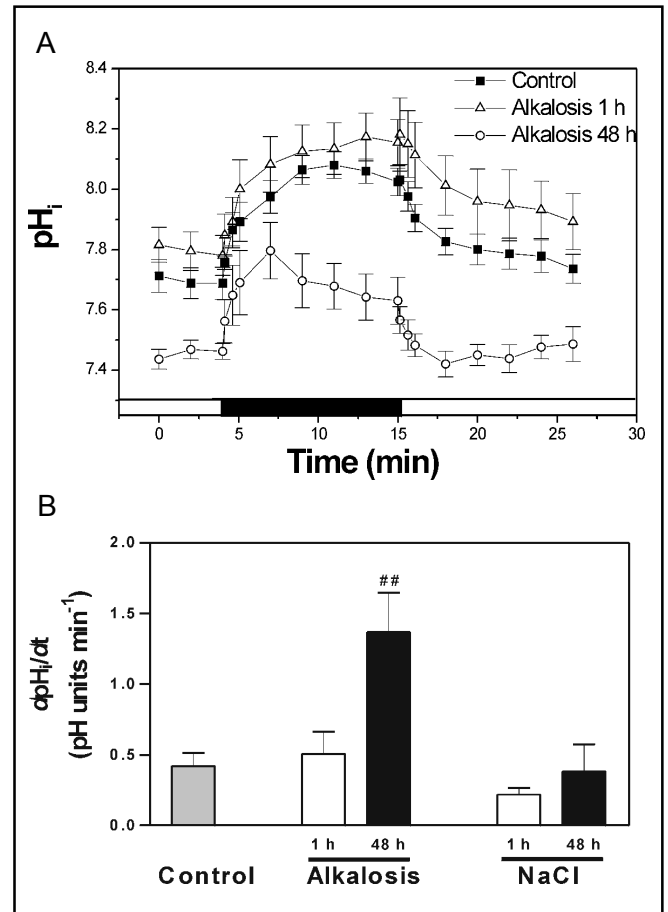 A
8.4
8.2
8.0
7.8
7.6
7.4
pHi
Control
Alkalosis 1 h
Alkalosis 48 h
0 5 10 15 20 25 30
Time (min)
B
2.0
1.5
1.0
0.5
0.0
dpHi/dt
(pH units min-1)
##
1 h 48 h 1 h 48 h
Control Alkalosis NaCl